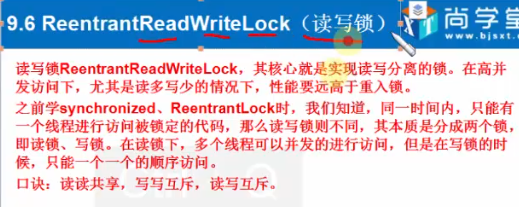 9.6 ReentrantReadWriteLock（读写锁）
尚学堂
www.bjsxt.com
读写锁ReentrantReadWriteLock，其核心就是实现读写分离的锁。在高并
发访问下，尤其是读多写少的情况下，性能要远高于重入锁。
之前学synchronized、ReentrantLock时，我们知道，同一时间内，只能有
一个线程进行访问被锁定的代码，那么读写锁则不同，其本质是分成两个锁，
即读锁、写锁。在读锁下，多个线程可以并发的进行访问，但是在写锁的时
候，只能一个一个的顺序访问。
口诀：读读共享，写写互斥，读写互斥。